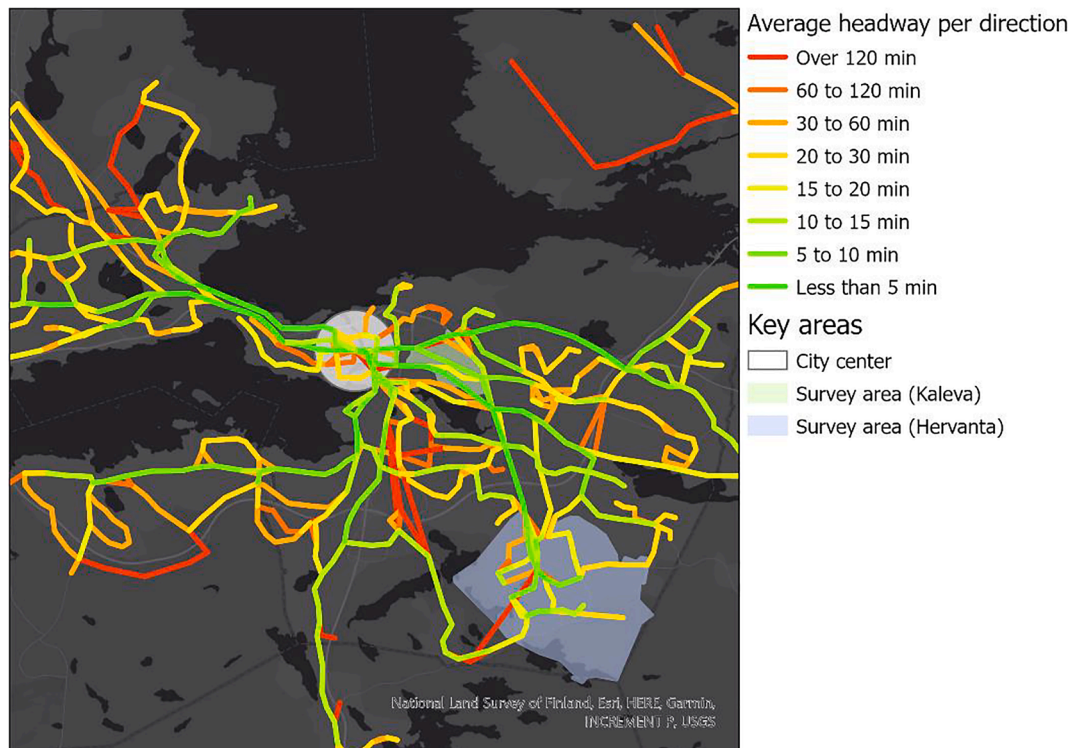 Average headway per direction
Over 120 min
60 to 120 min
30 to 60 min
20 to 30 min
15 to 20 min
10 to 15 min
5 to 10 min
Less than 5 min
Key areas
City center
Survey area (Kaleva)
Survey area (Hervanta)
National Land Survey of Finland, Esri, HERE, Garmin,
INCREMENT P, USGS